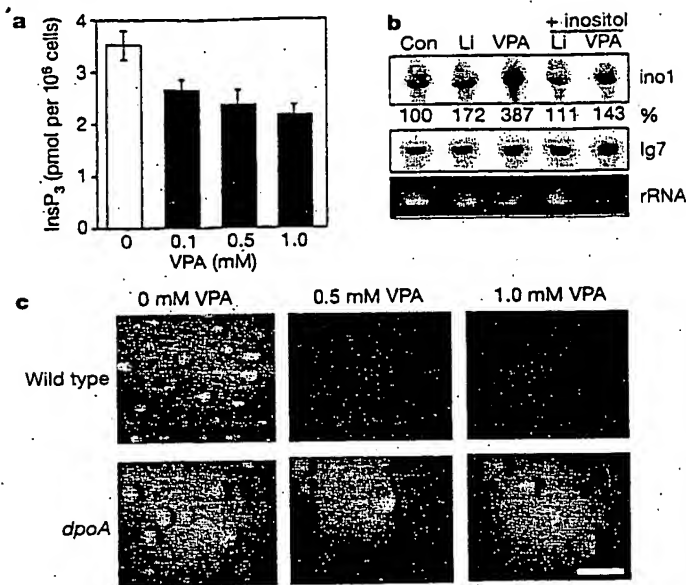 a
InsP3 (pmol per 10^6 cells)
4
3
2
1
0
0 0.1 0.5 1.0
VPA (mM)
b
+ inositol
Con Li VPA Li VPA
ino1
100 172 387 111 143 %
Ig7
rRNA
c
0 mM VPA 0.5 mM VPA 1.0 mM VPA
Wild type
dpoA